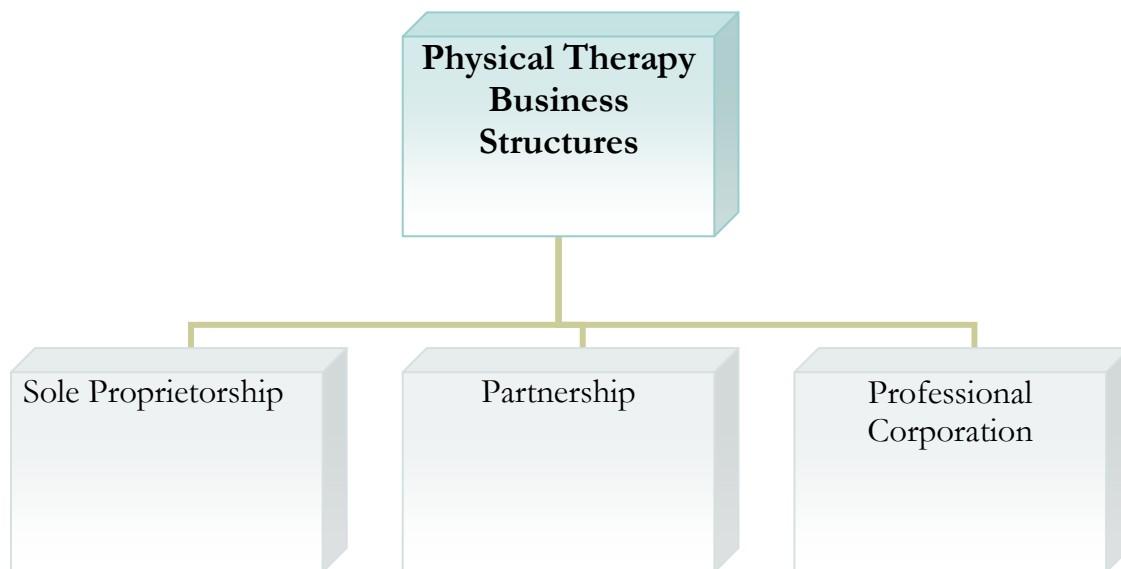 Physical Therapy
Business
Structures
Sole Proprietorship
Partnership
Professional
Corporation